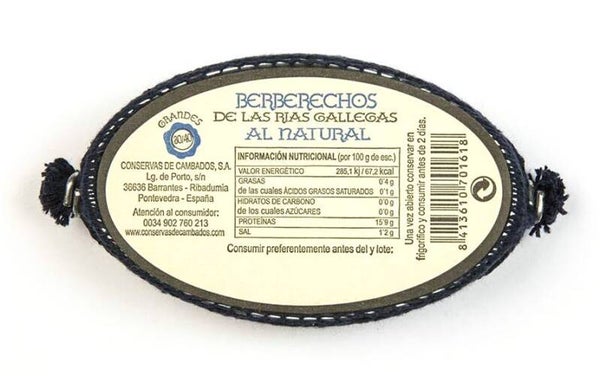 BERBERECHOS
DE LAS RIAS GALLEGAS
AL NATURAL
GRANDES
30/40
CONSERVAS DE CAMBADOS, S.A.
Lg. de Porto, s/n
36636 Barrantes - Ribadumia
Pontevedra - España
Atención al consumidor:
0034 902 760 213
www.conservasdecambados.com
INFORMACIÓN NUTRICIONAL (por 100 g de esc.)
VALOR ENERGÉTICO 285,1 kj / 67,2 kcal
GRASAS 0'4 g
de las cuales ÁCIDOS GRASOS SATURADOS 0'1 g
HIDRATOS DE CARBONO 0'0 g
de los cuales AZÚCARES 0'0 g
PROTEÍNAS 15'9 g
SAL 1'2 g
Consumir preferentemente antes del y lote:
Una vez abierto conservar en
frigorífico y consumir antes de 2 días.
8 413610 701618